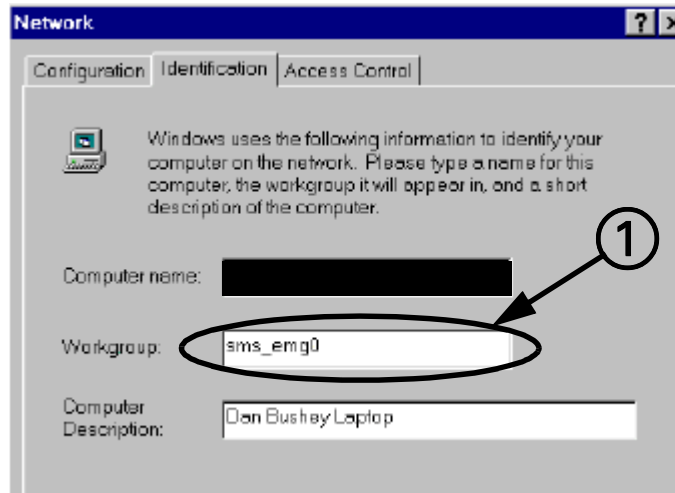 Network
Configuration Identification Access Control
Windows uses the following information to identify your
computer on the network. Please type a name for this
computer, the workgroup it will appear in, and a short
description of the computer.
1
Computer name:
Workgroup: sms_emg0
Computer
Description: Dan Bushey Laptop